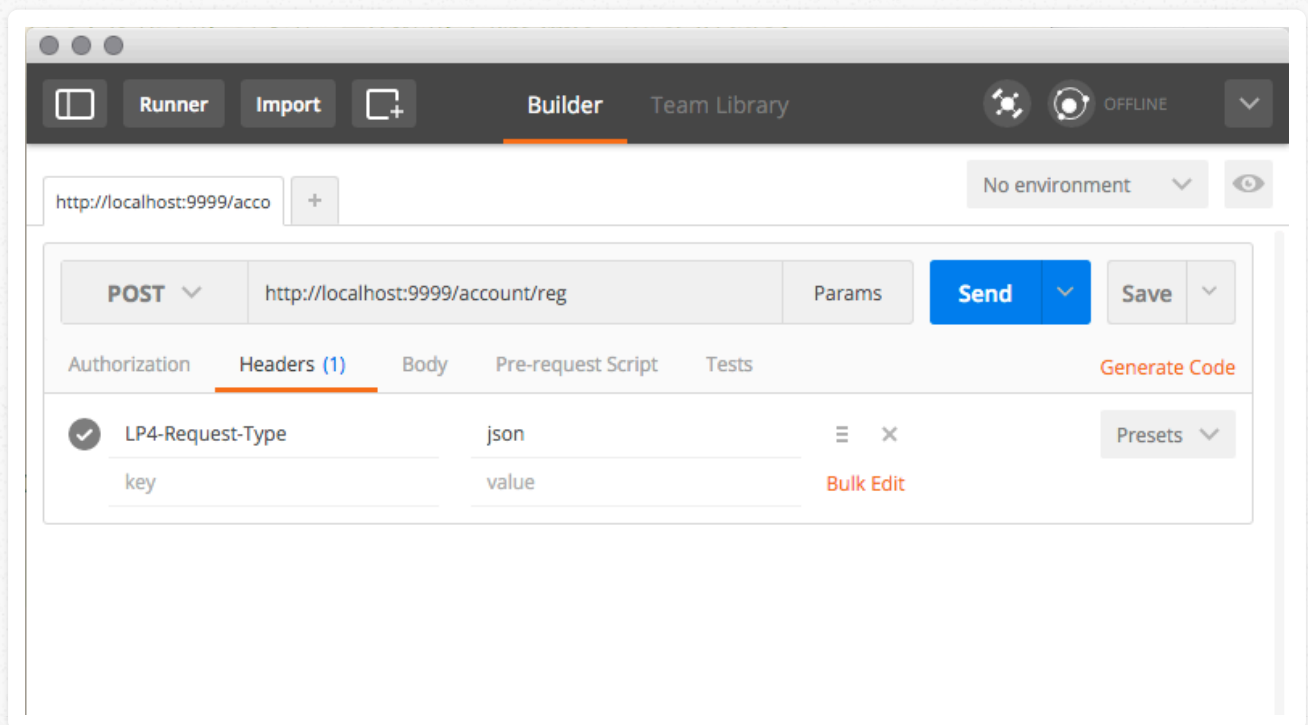 Runner Import Builder Team Library OFFLINE
No environment
http://localhost:9999/acco +
POST http://localhost:9999/account/reg Params Send Save
Authorization Headers (1) Body Pre-request Script Tests Generate Code
LP4-Request-Type json Presets
key value Bulk Edit